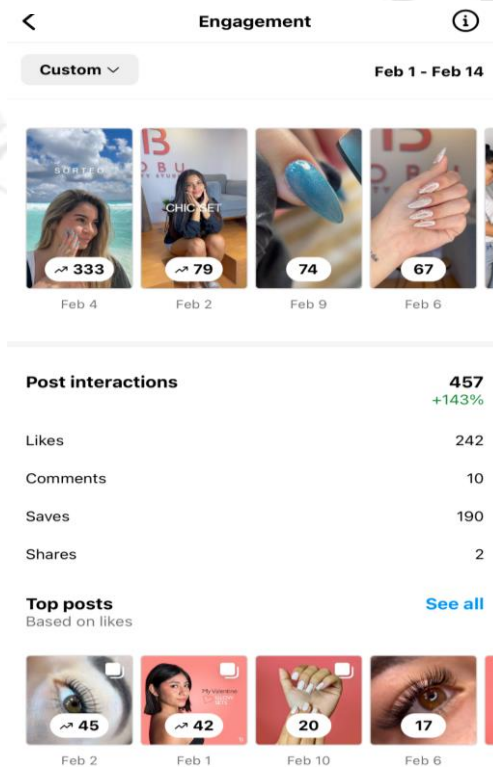 Engagement
Custom
Feb 1 - Feb 14
SORTEO
333
Feb 4
CHIC SET
79
Feb 2
74
Feb 9
67
Feb 6
Post interactions 457
+143%
Likes 242
Comments 10
Saves 190
Shares 2
Top posts See all
Based on likes
45
Feb 2
My Valentine
42
Feb 1
20
Feb 10
17
Feb 6